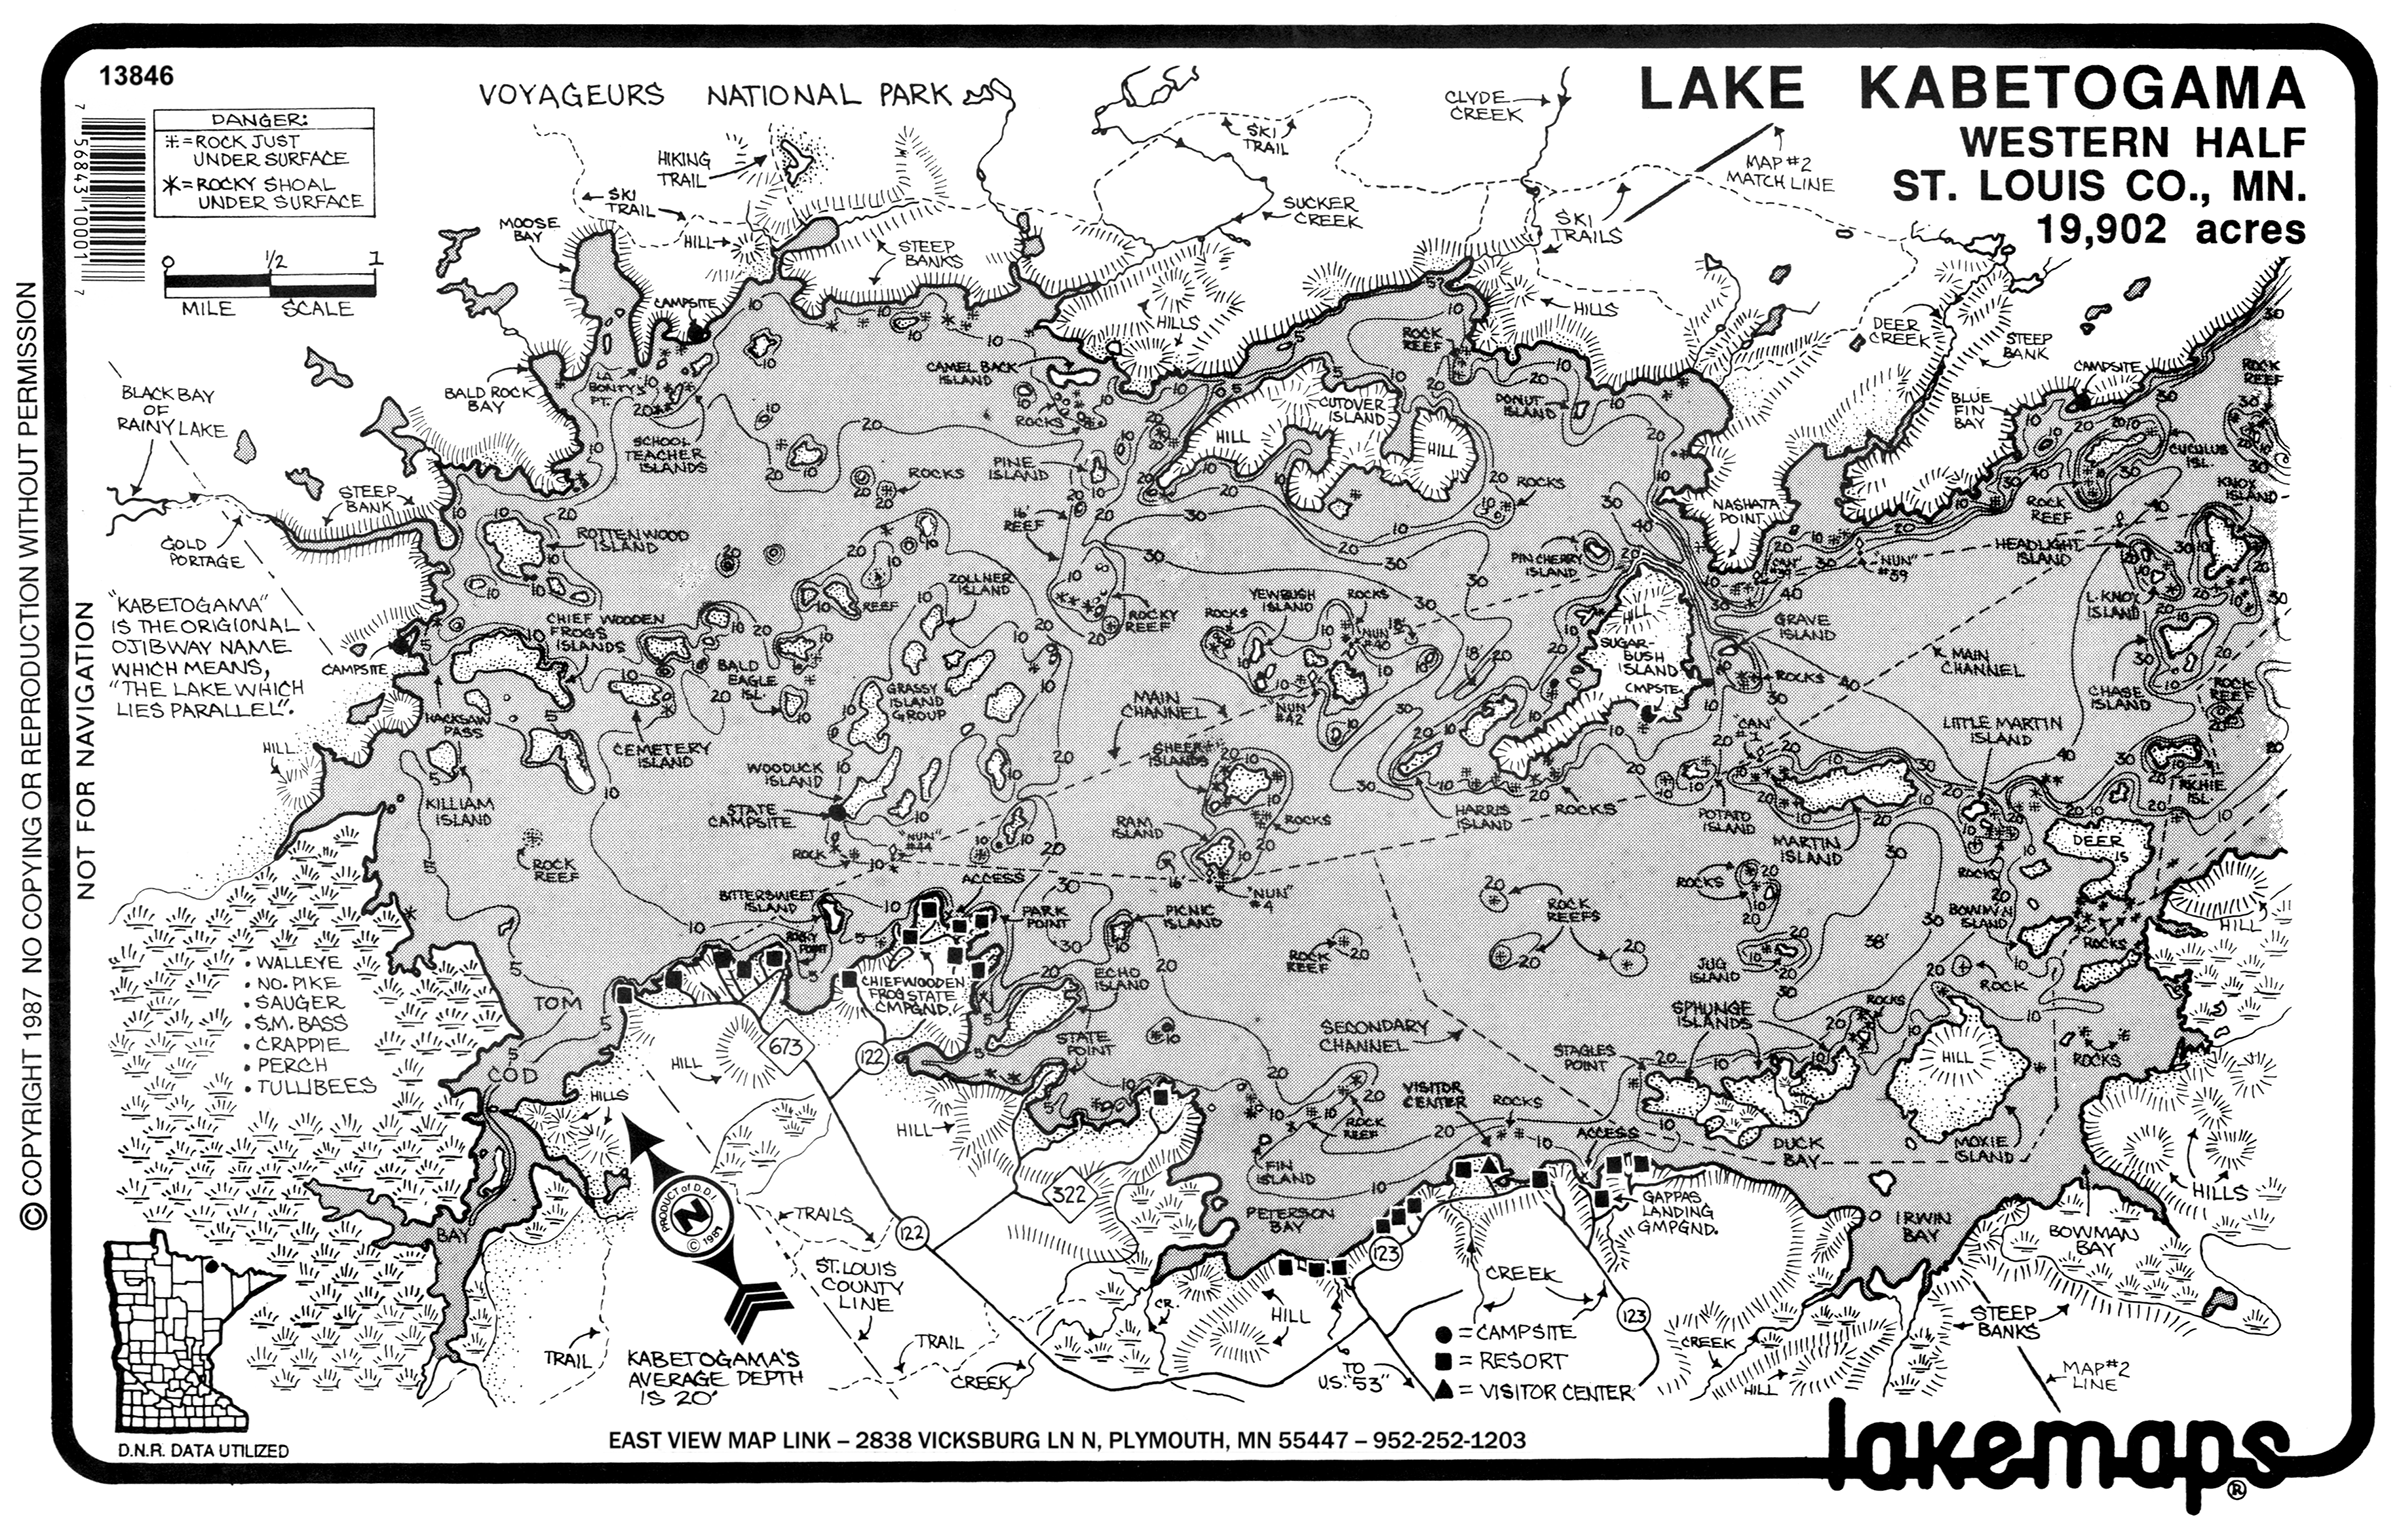 13846
7 56843 10001 7
DANGER:
⌗=ROCK JUST
UNDER SURFACE
*=ROCKY SHOAL
UNDER SURFACE
0 1/2 1
MILE SCALE
VOYAGEURS NATIONAL PARK
LAKE KABETOGAMA
WESTERN HALF
ST. LOUIS CO., MN.
19,902 acres
© COPYRIGHT 1987 NO COPYING OR REPRODUCTION WITHOUT PERMISSION
NOT FOR NAVIGATION
HIKING
TRAIL
SKI
TRAIL
MOOSE
BAY
HILL
STEEP
BANKS
SKI
TRAIL
SUCKER
CREEK
CLYDE
CREEK
SKI
TRAILS
MAP #2
MATCH LINE
CAMPSITE
HILLS
HILLS
DEER
CREEK
STEEP
BANK
CAMPSITE
ROCK
REEF
BLACK BAY
OF
RAINY LAKE
BALD ROCK
BAY
LA
BONTY'S
PT.
SCHOOL
TEACHER
ISLANDS
CAMEL BACK
ISLAND
ROCKS
ROCK
REEF
CUTOVER
ISLAND
HILL
HILL
DONUT
ISLAND
BLUE
FIN
BAY
CUCULUS
ISL.
KNOX
ISLAND
STEEP
BANK
GOLD
PORTAGE
PINE
ISLAND
ROCKS
ROCKS
NASHATA
POINT
ROCK
REEF
ROTTENWOOD
ISLAND
16'
REEF
PIN CHERRY
ISLAND
"CAN"
"NUN"
#39
HEADLIGHT
ISLAND
"KABETOGAMA"
IS THE ORIGIONAL
OJIBWAY NAME
WHICH MEANS,
"THE LAKE WHICH
LIES PARALLEL".
ZOLLNER
ISLAND
REEF
CHIEF WOODEN
FROGS
ISLANDS
ROCKY
REEF
YEWBUSH
ISLAND
ROCKS
ROCKS
"NUN"
#40
HILL
SUGAR-
BUSH
ISLAND
CMPSTE.
GRAVE
ISLAND
L. KNOX
ISLAND
CAMPSITE
HACKSAW
PASS
BALD
EAGLE
ISL.
GRASSY
ISLAND
GROUP
MAIN
CHANNEL
"NUN"
#42
ROCKS
MAIN
CHANNEL
CHASE
ISLAND
ROCK
REEF
HILL
CEMETERY
ISLAND
WOODUCK
ISLAND
STATE
CAMPSITE
KILLIAM
ISLAND
SHEEP
ISLANDS
"CAN"
LITTLE MARTIN
ISLAND
RICHIE
ISL.
ROCK
REEF
ROCK
"NUN"
#44
RAM
ISLAND
ROCKS
HARRIS
ISLAND
ROCKS
POTATO
ISLAND
MARTIN
ISLAND
DEER
IS
BITTERSWEET
ISLAND
ACCESS
PARK
POINT
PICNIC
ISLAND
"NUN"
#4
ROCK
REEFS
ROCKS
ROCKS
BOWMAN
ISLAND
ROCKS
HILL
ROCKY
POINT
CHIEFWOODEN
FROG STATE
CMPGND.
ECHO
ISLAND
ROCK
REEF
38'
JUG
ISLAND
ROCK
• WALLEYE
• NO. PIKE
• SAUGER
• S.M. BASS
• CRAPPIE
• PERCH
• TULLIBEES
TOM
COD
BAY
STATE
POINT
SECONDARY
CHANNEL
STAGLES
POINT
SPHUNGE
ISLANDS
ROCKS
HILL
ROCKS
HILLS
HILL
673
122
HILL
VISITOR
CENTER
ROCKS
ACCESS
ROCK
REEF
FIN
ISLAND
DUCK
BAY
MOXIE
ISLAND
HILLS
322
PETERSON
BAY
GAPPAS
LANDING
GMPGND.
IRWIN
BAY
BOWMAN
BAY
PRODUCT of D.D.I.
N
© 1987
TRAILS
122
123
ST. LOUIS
COUNTY
LINE
CR.
HILL
CREEK
123
TRAIL
TRAIL
CREEK
TO
U.S. "53"
CREEK
HILL
STEEP
BANKS
MAP #2
LINE
KABETOGAMA'S
AVERAGE DEPTH
IS 20'
● = CAMPSITE
■ = RESORT
▲ = VISITOR CENTER
D.N.R. DATA UTILIZED
EAST VIEW MAP LINK – 2838 VICKSBURG LN N, PLYMOUTH, MN 55447 – 952-252-1203
lakemaps®